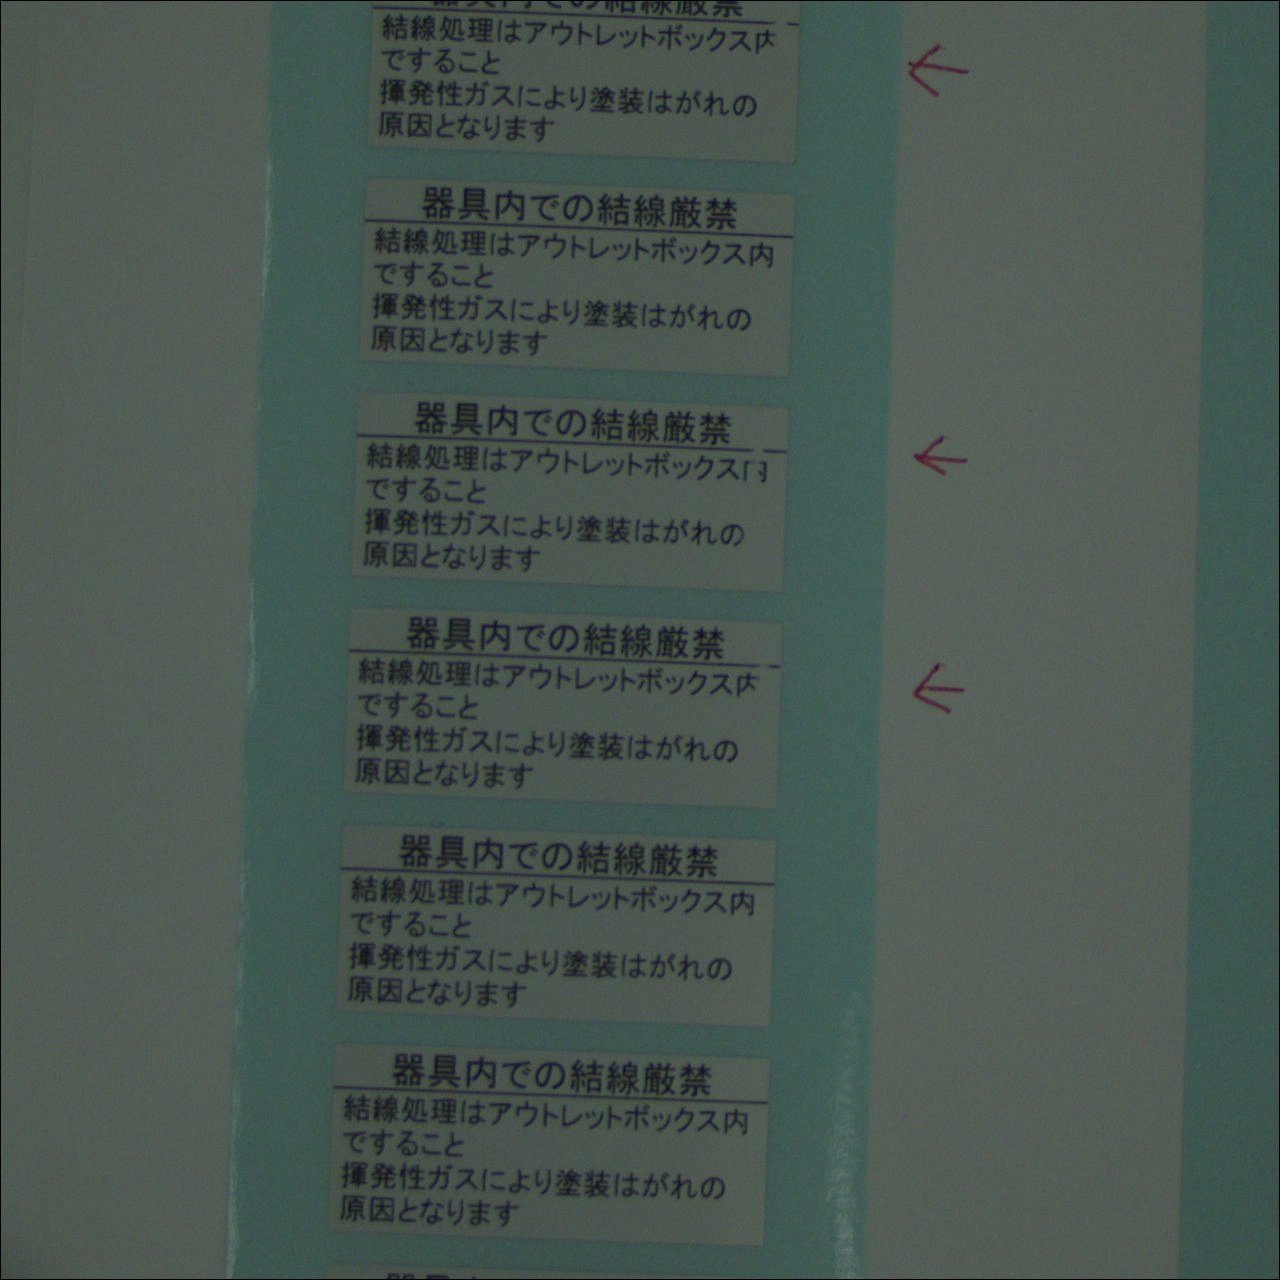 器具内での結線厳禁
結線処理はアウトレットボックス内
ですること
揮発性ガスにより塗装はがれの
原因となります
器具内での結線厳禁
結線処理はアウトレットボックス内
ですること
揮発性ガスにより塗装はがれの
原因となります
器具内での結線厳禁
結線処理はアウトレットボックス内
ですること
揮発性ガスにより塗装はがれの
原因となります
器具内での結線厳禁
結線処理はアウトレットボックス内
ですること
揮発性ガスにより塗装はがれの
原因となります
器具内での結線厳禁
結線処理はアウトレットボックス内
ですること
揮発性ガスにより塗装はがれの
原因となります
器具内での結線厳禁
結線処理はアウトレットボックス内
ですること
揮発性ガスにより塗装はがれの
原因となります